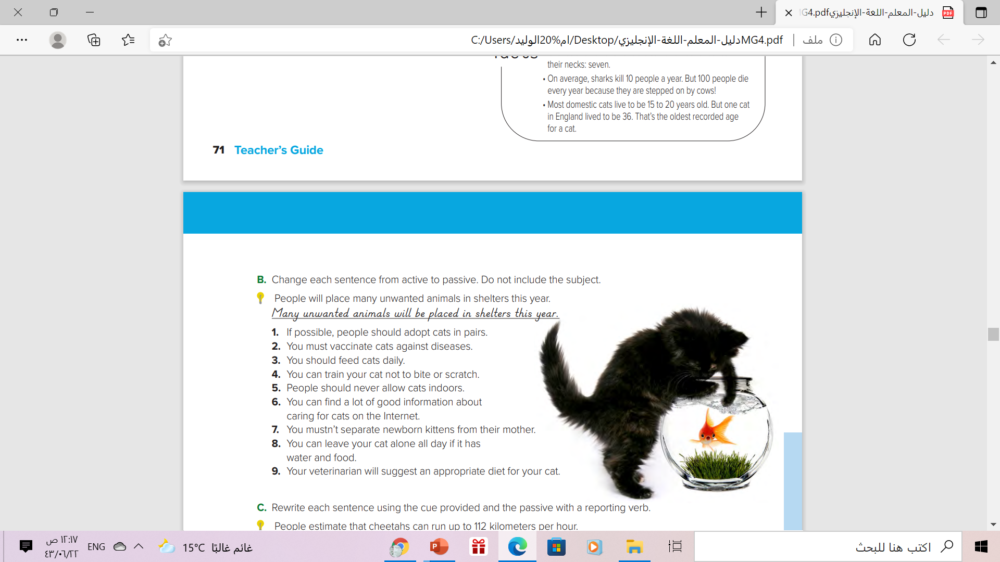 دليل-المعلم-اللغة-الإنجليزيMG4.pdf
C:/Users/ام%20الوليد/Desktop/دليل-المعلم-اللغة-الإنجليزيMG4.pdf
ملف
their necks: seven.
• On average, sharks kill 10 people a year. But 100 people die
every year because they are stepped on by cows!
• Most domestic cats live to be 15 to 20 years old. But one cat
in England lived to be 36. That's the oldest recorded age
for a cat.
71 Teacher's Guide
B. Change each sentence from active to passive. Do not include the subject.
People will place many unwanted animals in shelters this year.
Many unwanted animals will be placed in shelters this year.
1. If possible, people should adopt cats in pairs.
2. You must vaccinate cats against diseases.
3. You should feed cats daily.
4. You can train your cat not to bite or scratch.
5. People should never allow cats indoors.
6. You can find a lot of good information about
caring for cats on the Internet.
7. You mustn't separate newborn kittens from their mother.
8. You can leave your cat alone all day if it has
water and food.
9. Your veterinarian will suggest an appropriate diet for your cat.
C. Rewrite each sentence using the cue provided and the passive with a reporting verb.
People estimate that cheetahs can run up to 112 kilometers per hour.
١٢:١٧ ص
٤٣/٠٦/٢٢
ENG
15°C غائم غالبًا
اكتب هنا للبحث